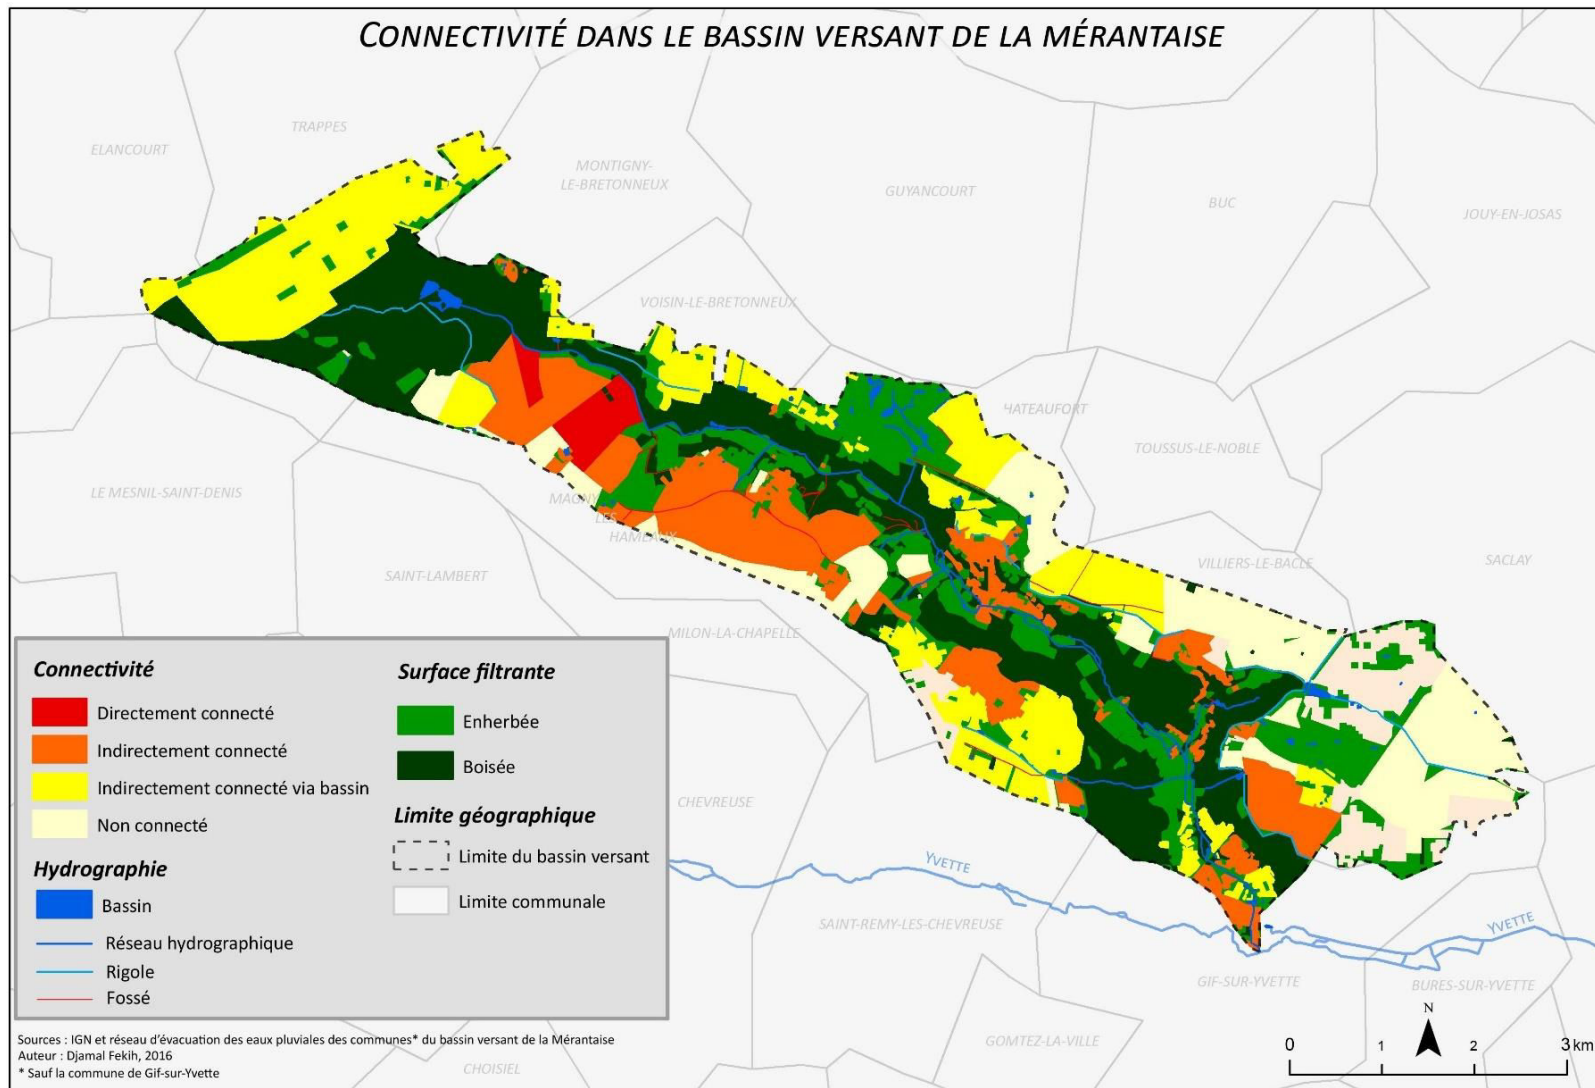 CONNECTIVITÉ DANS LE BASSIN VERSANT DE LA MÉRANTAISE
TRAPPES
ELANCOURT
MONTIGNY-
LE-BRETONNEUX
GUYANCOURT
BUC
JOUY-EN-JOSAS
VOISIN-LE-BRETONNEUX
HATEAUFORT
TOUSSUS-LE-NOBLE
LE MESNIL-SAINT-DENIS
MAGNY
LES
HAMEAUX
SAINT-LAMBERT
VILLIERS-LE-BACLE
SACLAY
MILON-LA-CHAPELLE
CHEVREUSE
YVETTE
SAINT-REMY-LES-CHEVREUSE
YVETTE
GIF-SUR-YVETTE
BURES-SUR-YVETTE
GOMTEZ-LA-VILLE
CHOISIEL
Connectivité
Directement connecté
Indirectement connecté
Indirectement connecté via bassin
Non connecté
Hydrographie
Bassin
Réseau hydrographique
Rigole
Fossé
Surface filtrante
Enherbée
Boisée
Limite géographique
Limite du bassin versant
Limite communale
Sources : IGN et réseau d'évacuation des eaux pluviales des communes* du bassin versant de la Mérantaise
Auteur : Djamal Fekih, 2016
* Sauf la commune de Gif-sur-Yvette
N
0 1 2 3 km